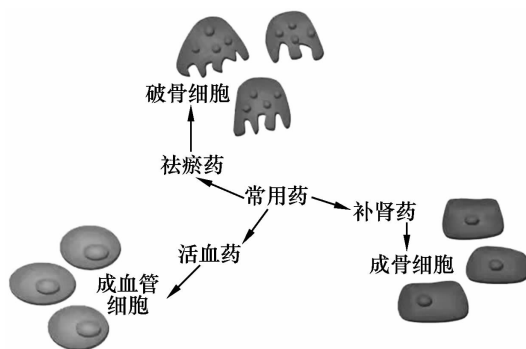 破骨细胞
祛瘀药
常用药
补肾药
活血药
成骨细胞
成血管
细胞